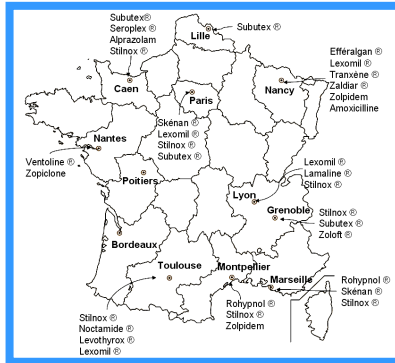 Subutex®
Seroplex ®
Alprazolam
Stilnox ®
Subutex ®
Lille
Efféralgan ®
Lexomil ®
Tranxène ®
Zaldiar ®
Zolpidem
Amoxicilline
Caen
Paris
Nancy
Skénan ®
Lexomil ®
Stilnox ®
Subutex ®
Nantes
Ventoline ®
Zopiclone
Poitiers
Lexomil ®
Lamaline ®
Stilnox ®
Lyon
Grenoble
Stilnox ®
Subutex ®
Zoloft ®
Bordeaux
Toulouse
Montpellier
Marseille
Rohypnol ®
Skénan ®
Stilnox ®
Rohypnol ®
Stilnox ®
Zolpidem
Stilnox ®
Noctamide ®
Levothyrox ®
Lexomil ®